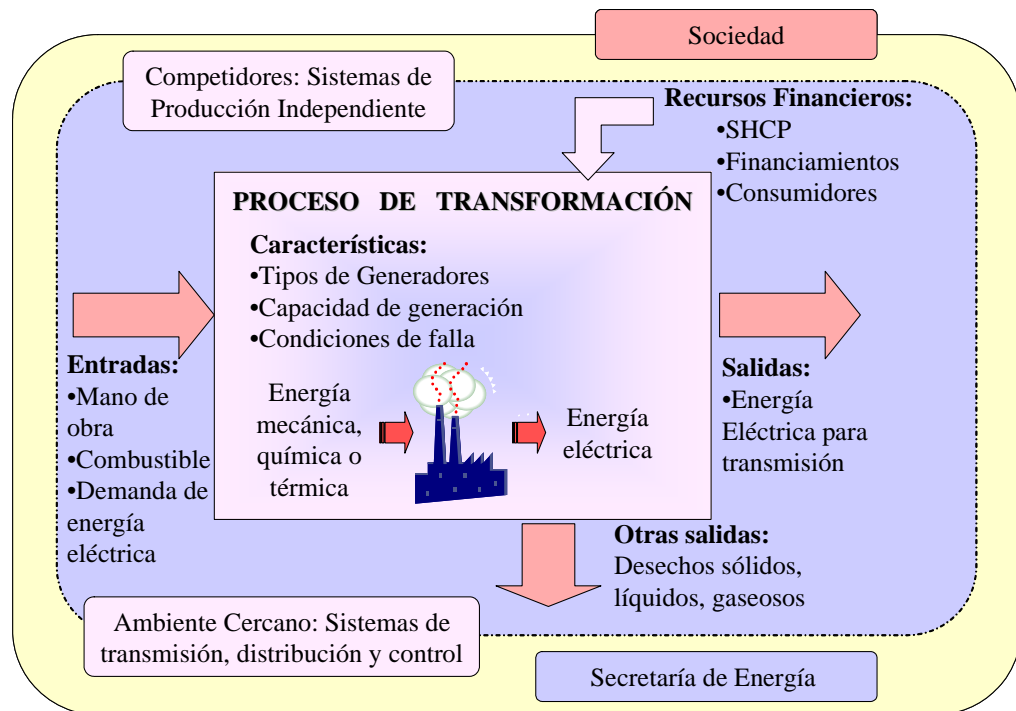 Sociedad
Competidores: Sistemas de
Producción Independiente
Recursos Financieros:
•SHCP
•Financiamientos
•Consumidores
PROCESO DE TRANSFORMACIÓN
Características:
•Tipos de Generadores
•Capacidad de generación
•Condiciones de falla
Entradas:
•Mano de
obra
•Combustible
•Demanda de
energía
eléctrica
Energía
mecánica,
química o
térmica
Energía
eléctrica
Salidas:
•Energía
Eléctrica para
transmisión
Otras salidas:
Desechos sólidos,
líquidos, gaseosos
Ambiente Cercano: Sistemas de
transmisión, distribución y control
Secretaría de Energía